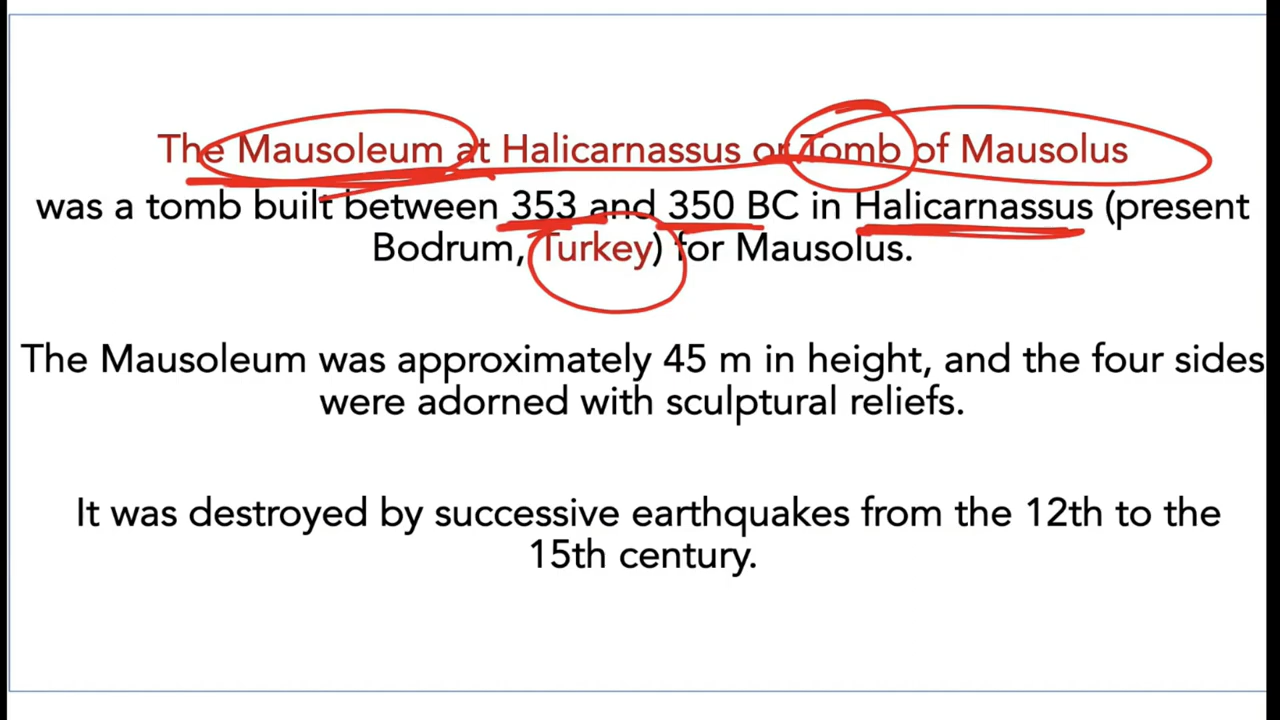 The Mausoleum at Halicarnassus or Tomb of Mausolus
was a tomb built between 353 and 350 BC in Halicarnassus (present
Bodrum, Turkey) for Mausolus.
The Mausoleum was approximately 45 m in height, and the four sides
were adorned with sculptural reliefs.
It was destroyed by successive earthquakes from the 12th to the
15th century.